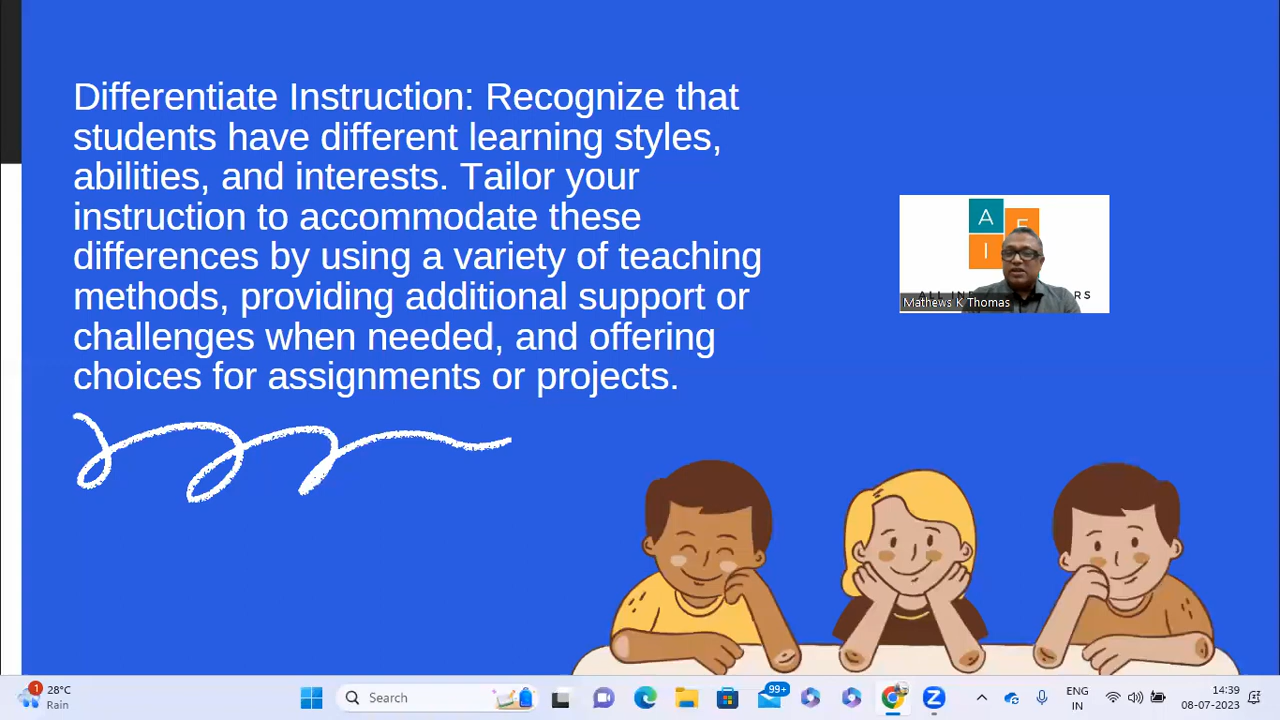 Differentiate Instruction: Recognize that
students have different learning styles,
abilities, and interests. Tailor your
instruction to accommodate these
differences by using a variety of teaching
methods, providing additional support or
challenges when needed, and offering
choices for assignments or projects.
A
I
Mathews K Thomas
1
28°C
Rain
Search
99+
ENG
IN
14:39
08-07-2023